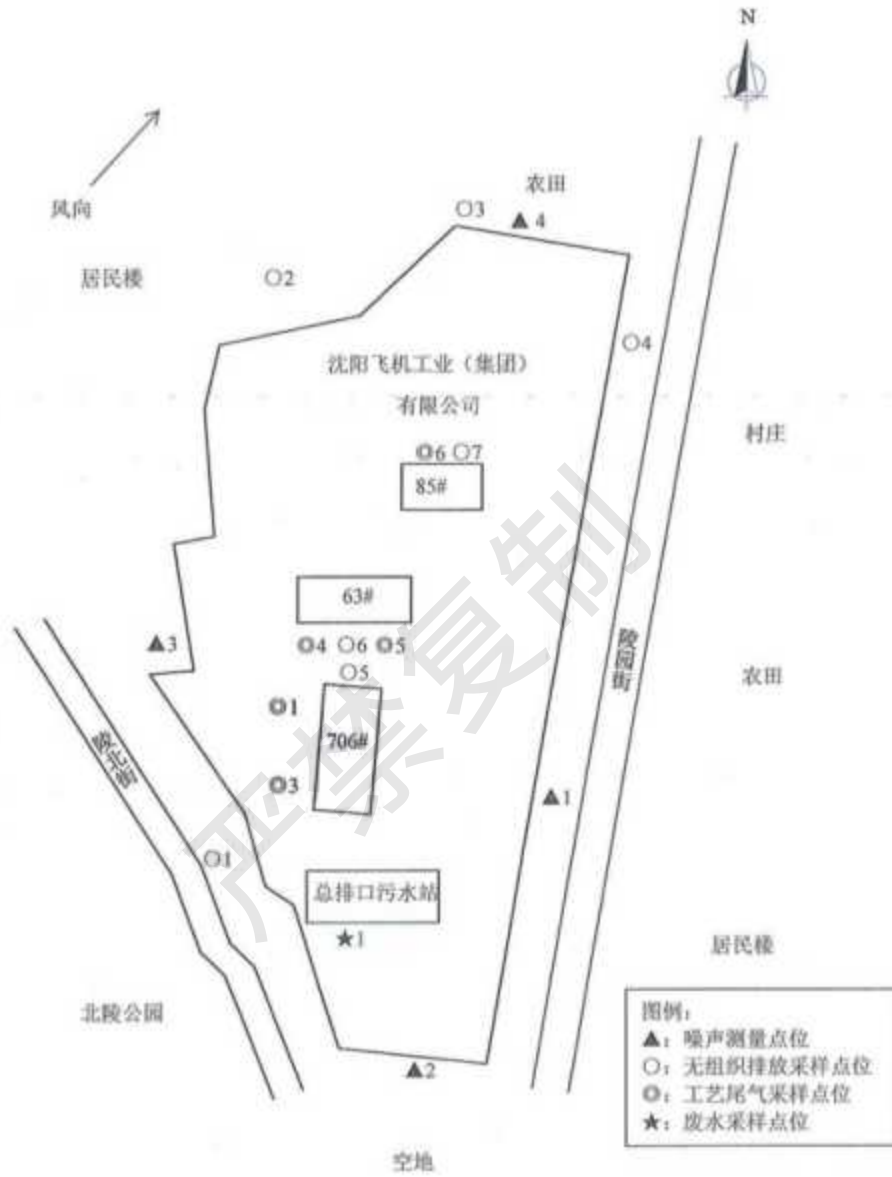 N
风向
农田
○3
▲4
居民楼
○2
沈阳飞机工业（集团）
有限公司
○4
村庄
◎6 ○7
85#
63#
▲3
◎4 ○6 ◎5
○5
陵园街
农田
◎1
706#
陵北街
◎3
▲1
○1
总排口污水站
★1
居民楼
北陵公园
▲2
空地
图例：
▲：噪声测量点位
○：无组织排放采样点位
◎：工艺尾气采样点位
★：废水采样点位
严禁复制